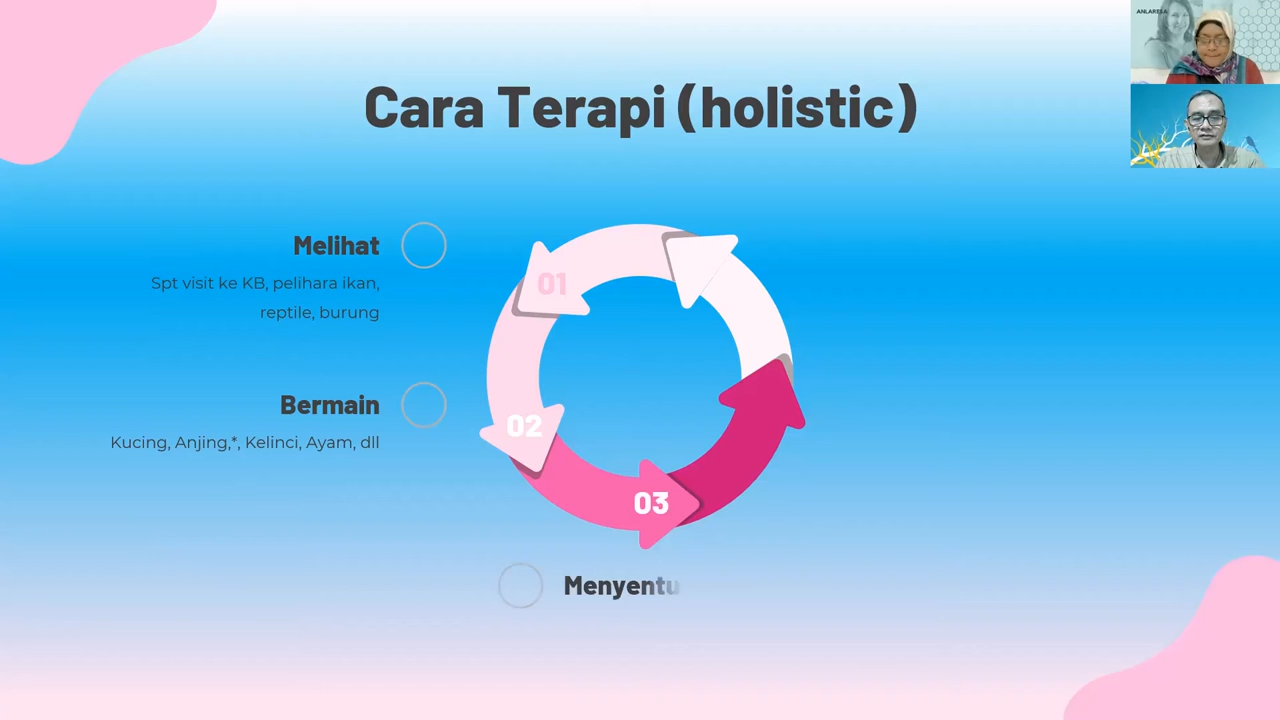 Cara Terapi (holistic)
Melihat
Spt visit ke KB, pelihara ikan,
reptile, burung
01
Bermain
Kucing, Anjing,*, Kelinci, Ayam, dll
02
03
Menyentu
ANLARELA